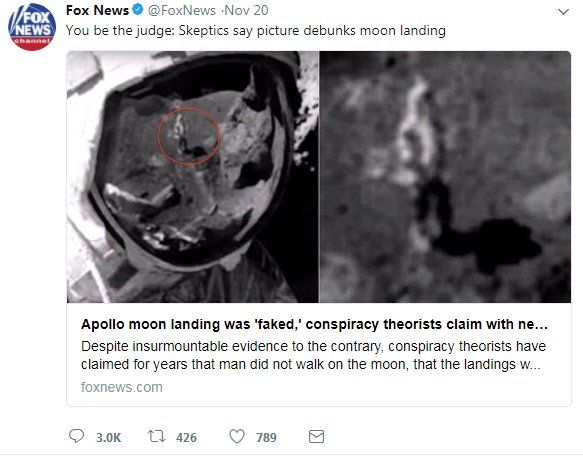 FOX
NEWS
channel
Fox News @FoxNews · Nov 20
You be the judge: Skeptics say picture debunks moon landing
Apollo moon landing was 'faked,' conspiracy theorists claim with ne...
Despite insurmountable evidence to the contrary, conspiracy theorists have
claimed for years that man did not walk on the moon, that the landings w...
foxnews.com
3.0K 426 789